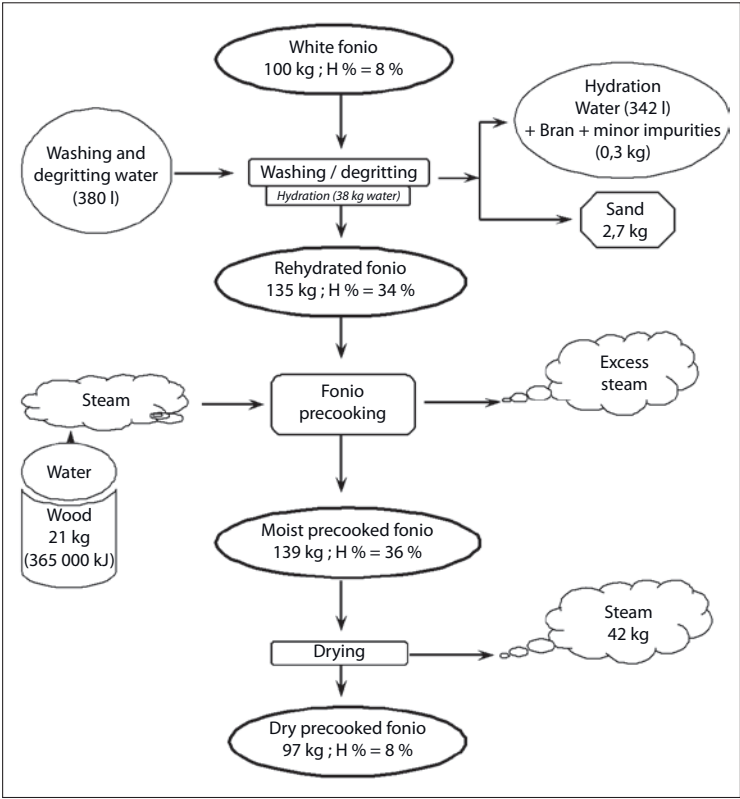 White fonio
100 kg ; H % = 8 %
Hydration
Water (342 l)
+ Bran + minor impurities
(0,3 kg)
Washing and
degritting water
(380 l)
Washing / degritting
Hydration (38 kg water)
Sand
2,7 kg
Rehydrated fonio
135 kg ; H % = 34 %
Steam
Fonio
precooking
Excess
steam
Water
Wood
21 kg
(365 000 kJ)
Moist precooked fonio
139 kg ; H % = 36 %
Steam
42 kg
Drying
Dry precooked fonio
97 kg ; H % = 8 %